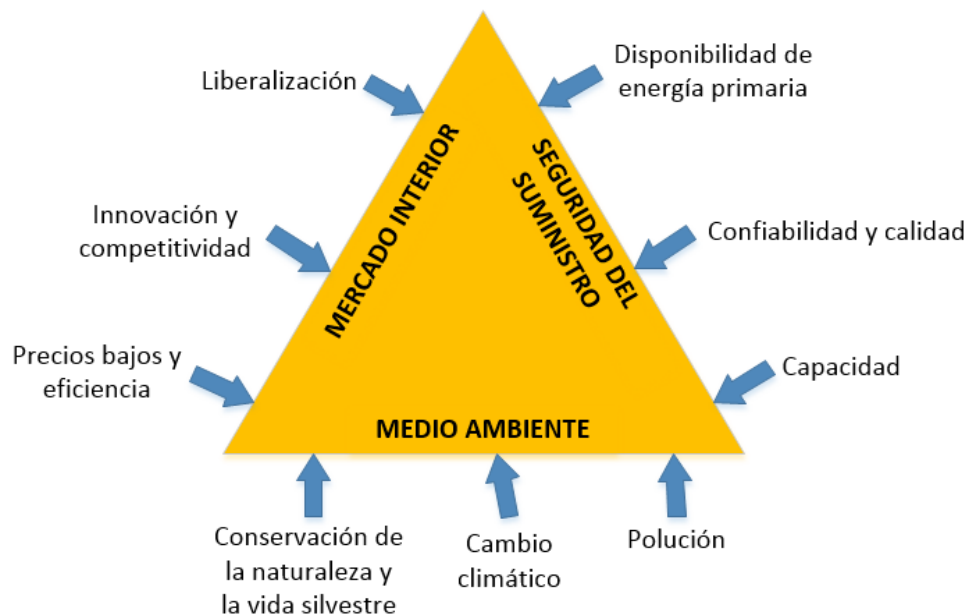 Liberalización
Disponibilidad de
energía primaria
MERCADO INTERIOR
SEGURIDAD DEL
SUMINISTRO
Innovación y
competitividad
Confiabilidad y calidad
Precios bajos y
eficiencia
Capacidad
MEDIO AMBIENTE
Conservación de
la naturaleza y
la vida silvestre
Cambio
climático
Polución